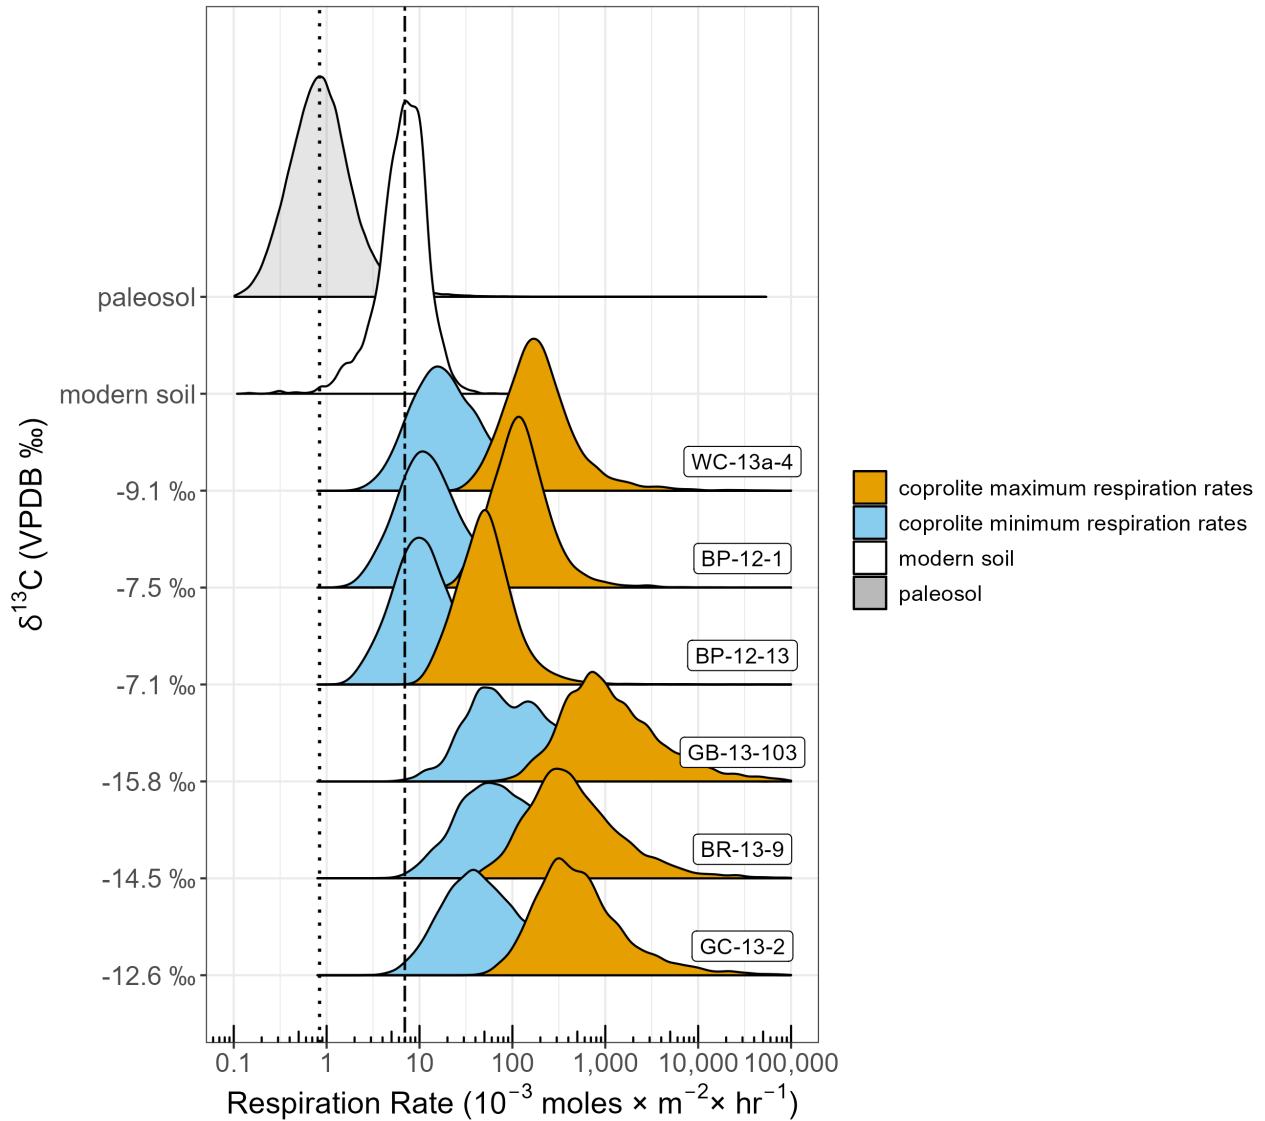 paleosol
modern soil
WC-13a-4
-9.1 ‰
BP-12-1
-7.5 ‰
BP-12-13
-7.1 ‰
GB-13-103
-15.8 ‰
BR-13-9
-14.5 ‰
GC-13-2
-12.6 ‰
δ¹³C (VPDB ‰)
0.1 1 10 100 1,000 10,000 100,000
Respiration Rate (10⁻³ moles × m⁻²× hr⁻¹)
coprolite maximum respiration rates
coprolite minimum respiration rates
modern soil
paleosol